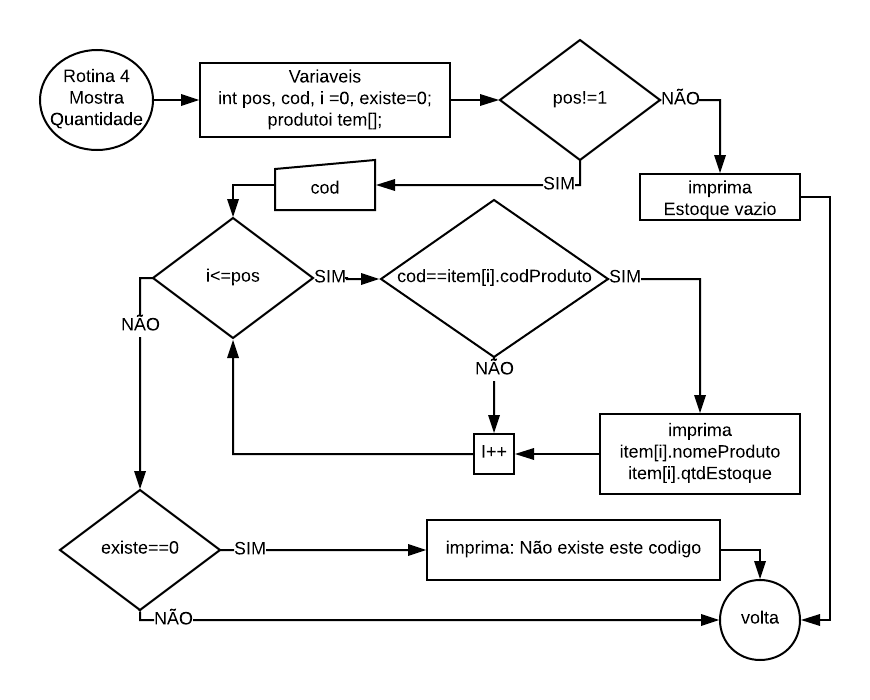 Rotina 4
Mostra
Quantidade
Variaveis
int pos, cod, i =0, existe=0;
produtoi tem[];
pos!=1
NÃO
imprima
Estoque vazio
SIM
cod
i<=pos
SIM
cod==item[i].codProduto
SIM
NÃO
NÃO
imprima
item[i].nomeProduto
item[i].qtdEstoque
I++
existe==0
SIM
imprima: Não existe este codigo
NÃO
volta